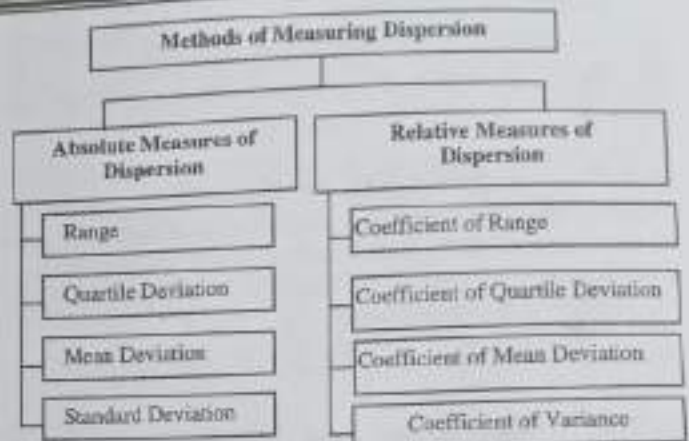 Methods of Measuring Dispersion
Absolute Measures of
Dispersion
Range
Quartile Deviation
Mean Deviation
Standard Deviation
Relative Measures of
Dispersion
Coefficient of Range
Coefficient of Quartile Deviation
Coefficient of Mean Deviation
Coefficient of Variance